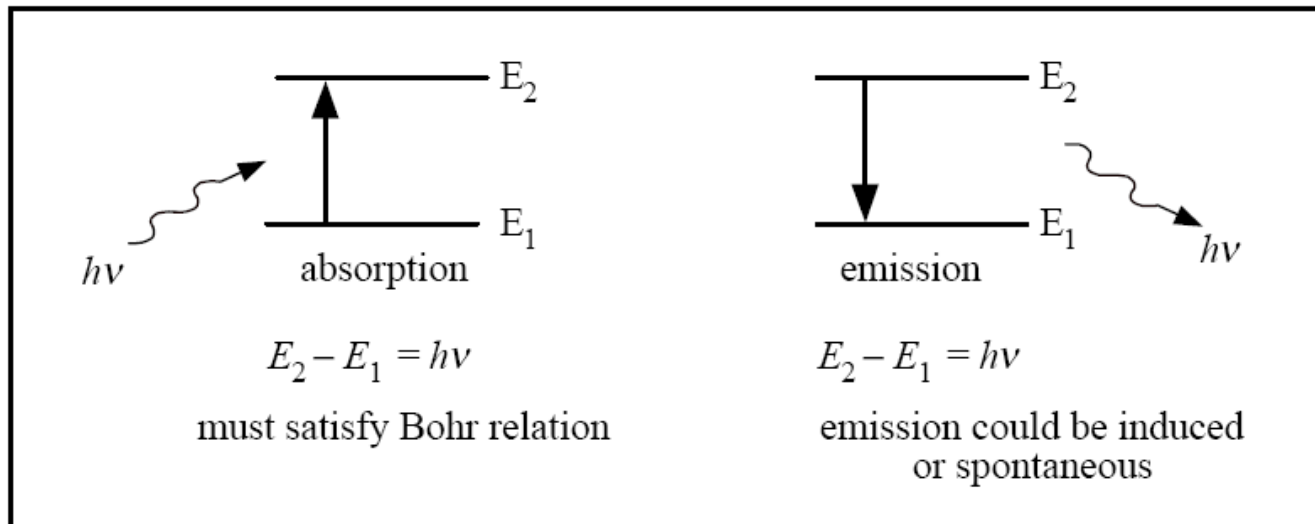 E₂
hν
E₁
absorption
E₂ – E₁ = hν
must satisfy Bohr relation
E₂
E₁
hν
emission
E₂ – E₁ = hν
emission could be induced
or spontaneous